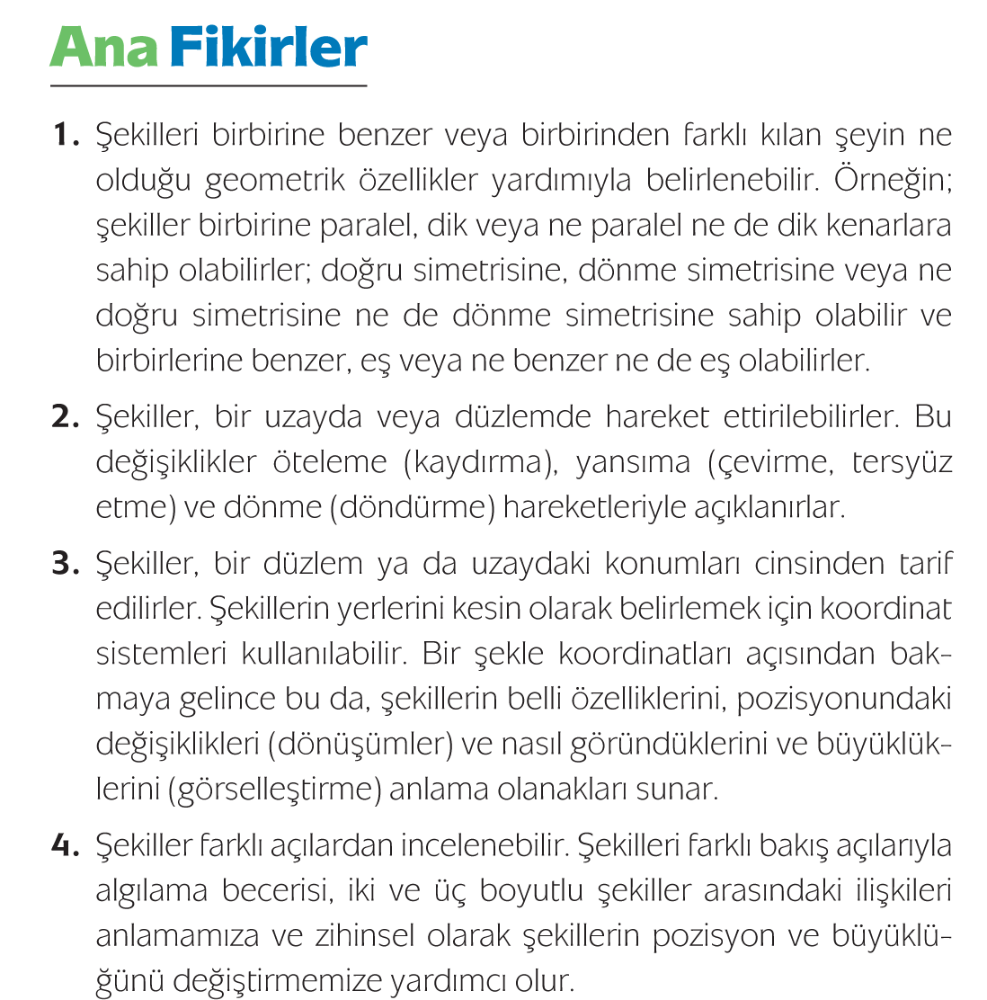 Ana Fikirler
1. Şekilleri birbirine benzer veya birbirinden farklı kılan şeyin ne
olduğu geometrik özellikler yardımıyla belirlenebilir. Örneğin;
şekiller birbirine paralel, dik veya ne paralel ne de dik kenarlara
sahip olabilirler; doğru simetrisine, dönme simetrisine veya ne
doğru simetrisine ne de dönme simetrisine sahip olabilir ve
birbirlerine benzer, eş veya ne benzer ne de eş olabilirler.
2. Şekiller, bir uzayda veya düzlemde hareket ettirilebilirler. Bu
değişiklikler öteleme (kaydırma), yansıma (çevirme, tersyüz
etme) ve dönme (döndürme) hareketleriyle açıklanırlar.
3. Şekiller, bir düzlem ya da uzaydaki konumları cinsinden tarif
edilirler. Şekillerin yerlerini kesin olarak belirlemek için koordinat
sistemleri kullanılabilir. Bir şekle koordinatları açısından bak-
maya gelince bu da, şekillerin belli özelliklerini, pozisyonundaki
değişiklikleri (dönüşümler) ve nasıl göründüklerini ve büyüklük-
lerini (görselleştirme) anlama olanakları sunar.
4. Şekiller farklı açılardan incelenebilir. Şekilleri farklı bakış açılarıyla
algılama becerisi, iki ve üç boyutlu şekiller arasındaki ilişkileri
anlamamıza ve zihinsel olarak şekillerin pozisyon ve büyüklü-
ğünü değiştirmemize yardımcı olur.